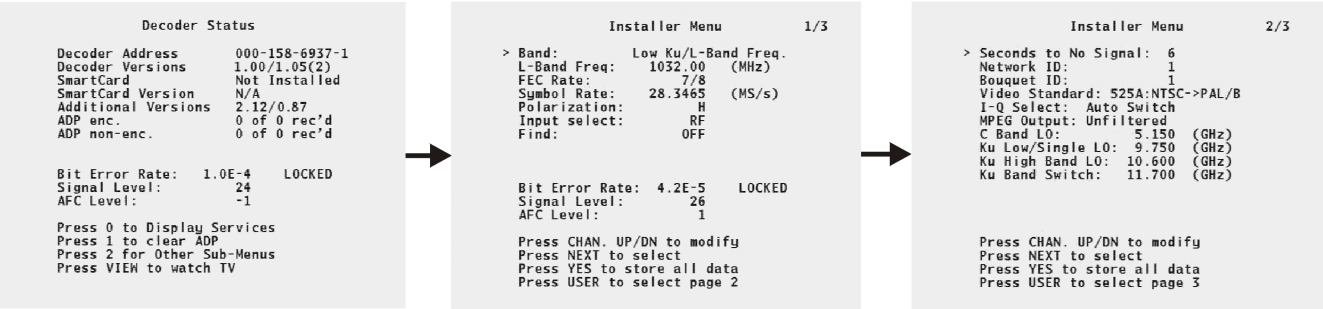 Decoder Status
Decoder Address 000-158-6937-1
Decoder Versions 1.00/1.05(2)
SmartCard Not Installed
SmartCard Version N/A
Additional Versions 2.12/0.87
ADP enc. 0 of 0 rec'd
ADP non-enc. 0 of 0 rec'd
Bit Error Rate: 1.0E-4 LOCKED
Signal Level: 24
AFC Level: -1
Press 0 to Display Services
Press 1 to clear ADP
Press 2 for Other Sub-Menus
Press VIEW to watch TV
Installer Menu 1/3
> Band: Low Ku/L-Band Freq.
L-Band Freq: 1032.00 (MHz)
FEC Rate: 7/8
Symbol Rate: 28.3465 (MS/s)
Polarization: H
Input select: RF
Find: OFF
Bit Error Rate: 4.2E-5 LOCKED
Signal Level: 26
AFC Level: 1
Press CHAN. UP/DN to modify
Press NEXT to select
Press YES to store all data
Press USER to select page 2
Installer Menu 2/3
> Seconds to No Signal: 6
Network ID: 1
Bouquet ID: 1
Video Standard: 525A:NTSC->PAL/B
I-Q Select: Auto Switch
MPEG Output: Unfiltered
C Band LO: 5.150 (GHz)
Ku Low/Single LO: 9.750 (GHz)
Ku High Band LO: 10.600 (GHz)
Ku Band Switch: 11.700 (GHz)
Press CHAN. UP/DN to modify
Press NEXT to select
Press YES to store all data
Press USER to select page 3